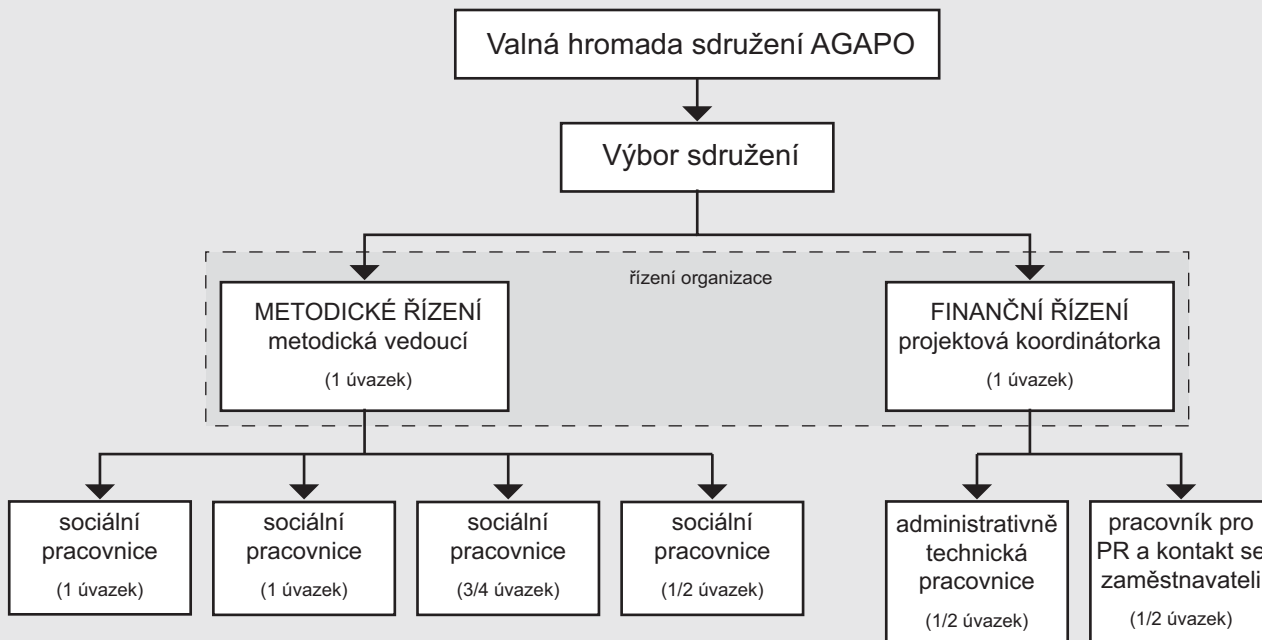 Valná hromada sdružení AGAPO
Výbor sdružení
řízení organizace
METODICKÉ ŘÍZENÍ
metodická vedoucí
(1 úvazek)
FINANČNÍ ŘÍZENÍ
projektová koordinátorka
(1 úvazek)
sociální
pracovnice
(1 úvazek)
sociální
pracovnice
(1 úvazek)
sociální
pracovnice
(3/4 úvazek)
sociální
pracovnice
(1/2 úvazek)
administrativně
technická
pracovnice
(1/2 úvazek)
pracovník pro
PR a kontakt se
zaměstnavateli
(1/2 úvazek)